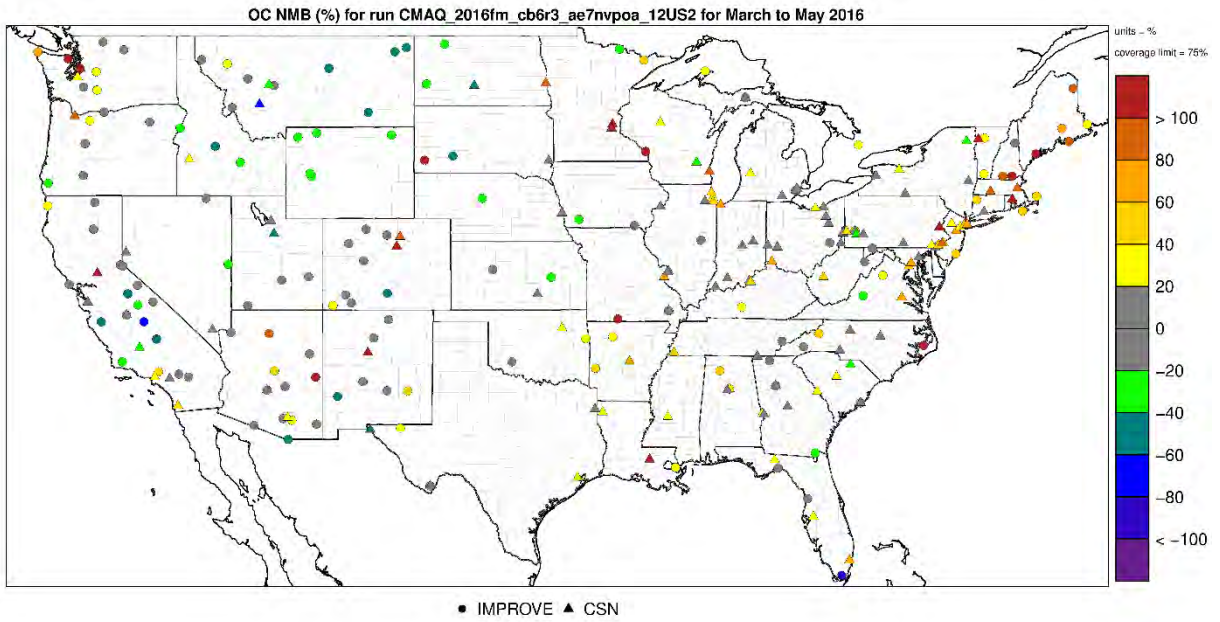 OC NMB (%) for run CMAQ_2016fm_cb6r3_ae7nvpoa_12US2 for March to May 2016
units = %
coverage limit = 75%
> 100
80
60
40
20
0
−20
−40
−60
−80
< −100
● IMPROVE ▲ CSN